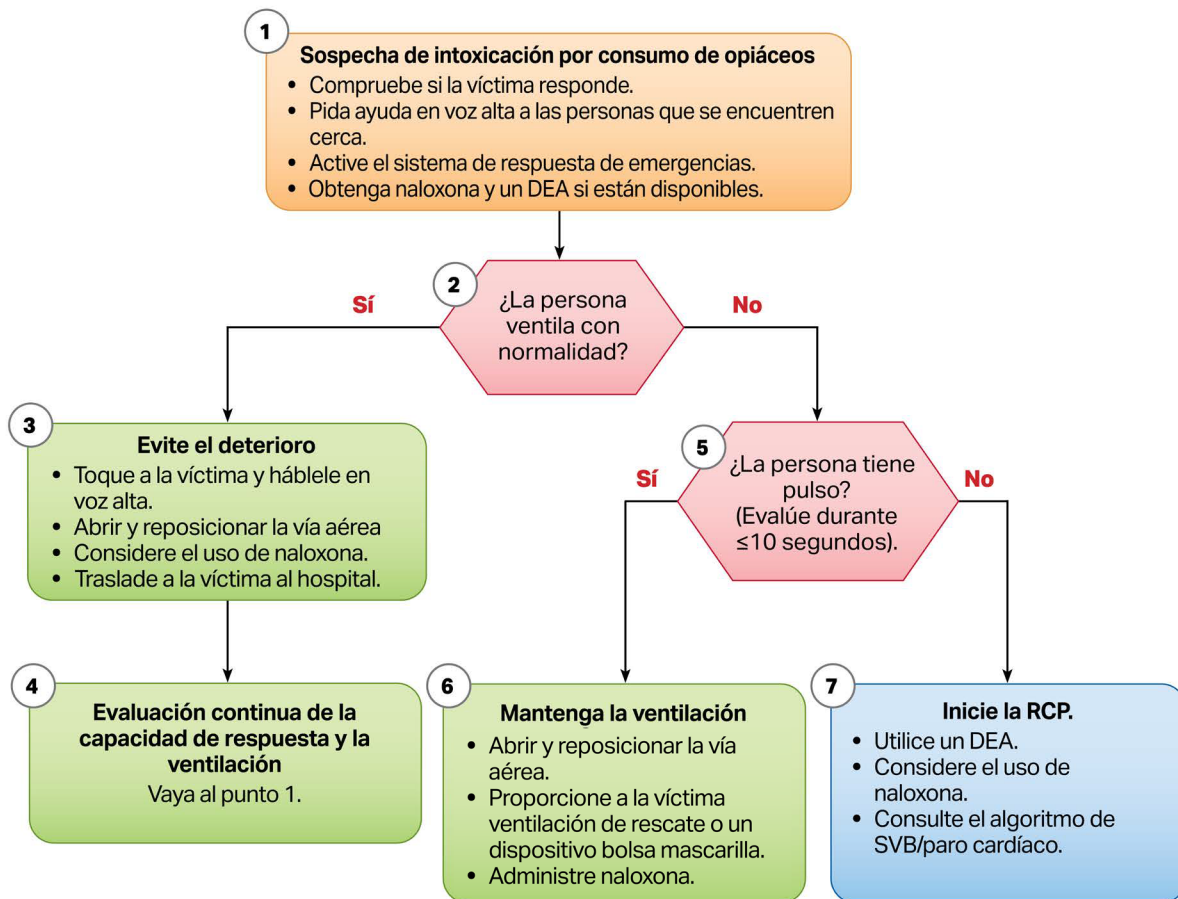 1
Sospecha de intoxicación por consumo de opiáceos
• Compruebe si la víctima responde.
• Pida ayuda en voz alta a las personas que se encuentren
cerca.
• Active el sistema de respuesta de emergencias.
• Obtenga naloxona y un DEA si están disponibles.
2
¿La persona
ventila con
normalidad?
Sí
No
3
Evite el deterioro
• Toque a la víctima y háblele en
voz alta.
• Abrir y reposicionar la vía aérea
• Considere el uso de naloxona.
• Traslade a la víctima al hospital.
4
Evaluación continua de la
capacidad de respuesta y la
ventilación
Vaya al punto 1.
5
¿La persona tiene
pulso?
(Evalúe durante
≤10 segundos).
Sí
No
6
Mantenga la ventilación
• Abrir y reposicionar la vía
aérea.
• Proporcione a la víctima
ventilación de rescate o un
dispositivo bolsa mascarilla.
• Administre naloxona.
7
Inicie la RCP.
• Utilice un DEA.
• Considere el uso de
naloxona.
• Consulte el algoritmo de
SVB/paro cardíaco.